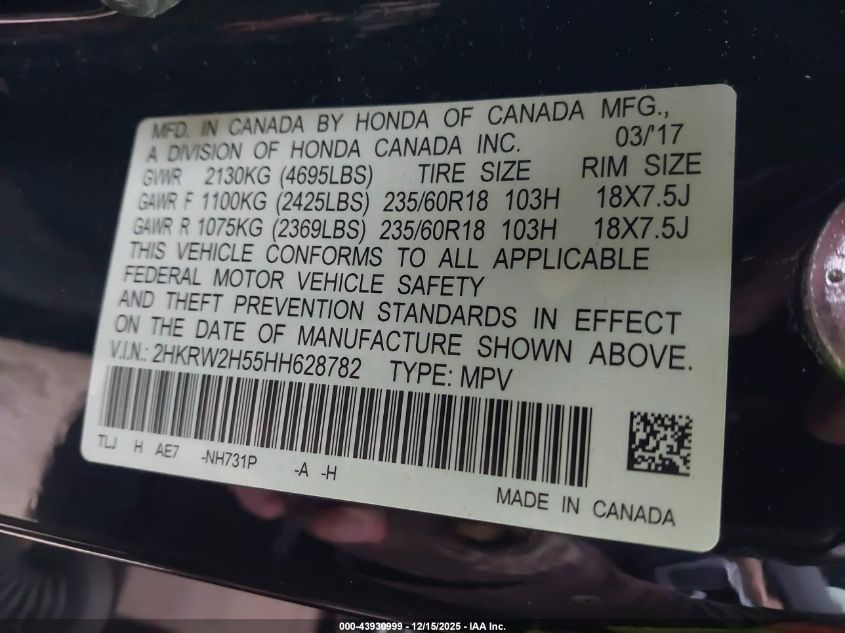 MFD. IN CANADA BY HONDA OF CANADA MFG.,
A DIVISION OF HONDA CANADA INC. 03/'17
GVWR 2130KG (4695LBS) TIRE SIZE RIM SIZE
GAWR F 1100KG (2425LBS) 235/60R18 103H 18X7.5J
GAWR R 1075KG (2369LBS) 235/60R18 103H 18X7.5J
THIS VEHICLE CONFORMS TO ALL APPLICABLE
FEDERAL MOTOR VEHICLE SAFETY
AND THEFT PREVENTION STANDARDS IN EFFECT
ON THE DATE OF MANUFACTURE SHOWN ABOVE.
V.I.N.: 2HKRW2H55HH628782 TYPE: MPV
TLJ H AE7 -NH731P -A -H
MADE IN CANADA
000-43930999 - 12/15/2025 - IAA Inc.